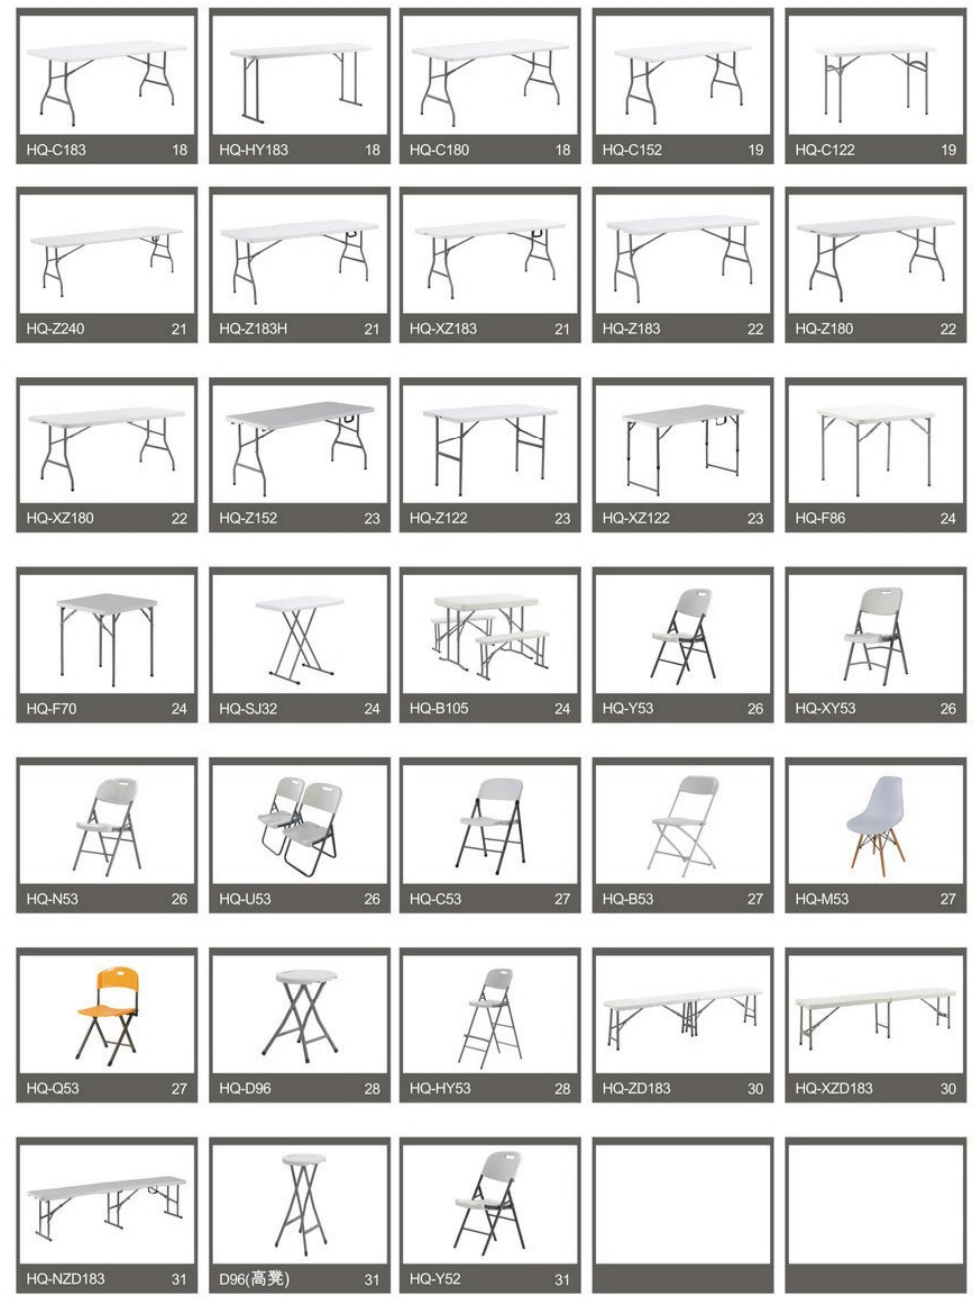 HQ-C183 18
HQ-HY183 18
HQ-C180 18
HQ-C152 19
HQ-C122 19
HQ-Z240 21
HQ-Z183H 21
HQ-XZ183 21
HQ-Z183 22
HQ-Z180 22
HQ-XZ180 22
HQ-Z152 23
HQ-Z122 23
HQ-XZ122 23
HQ-F86 24
HQ-F70 24
HQ-SJ32 24
HQ-B105 24
HQ-Y53 26
HQ-XY53 26
HQ-N53 26
HQ-U53 26
HQ-C53 27
HQ-B53 27
HQ-M53 27
HQ-Q53 27
HQ-D96 28
HQ-HY53 28
HQ-ZD183 30
HQ-XZD183 30
HQ-NZD183 31
D96(高凳) 31
HQ-Y52 31